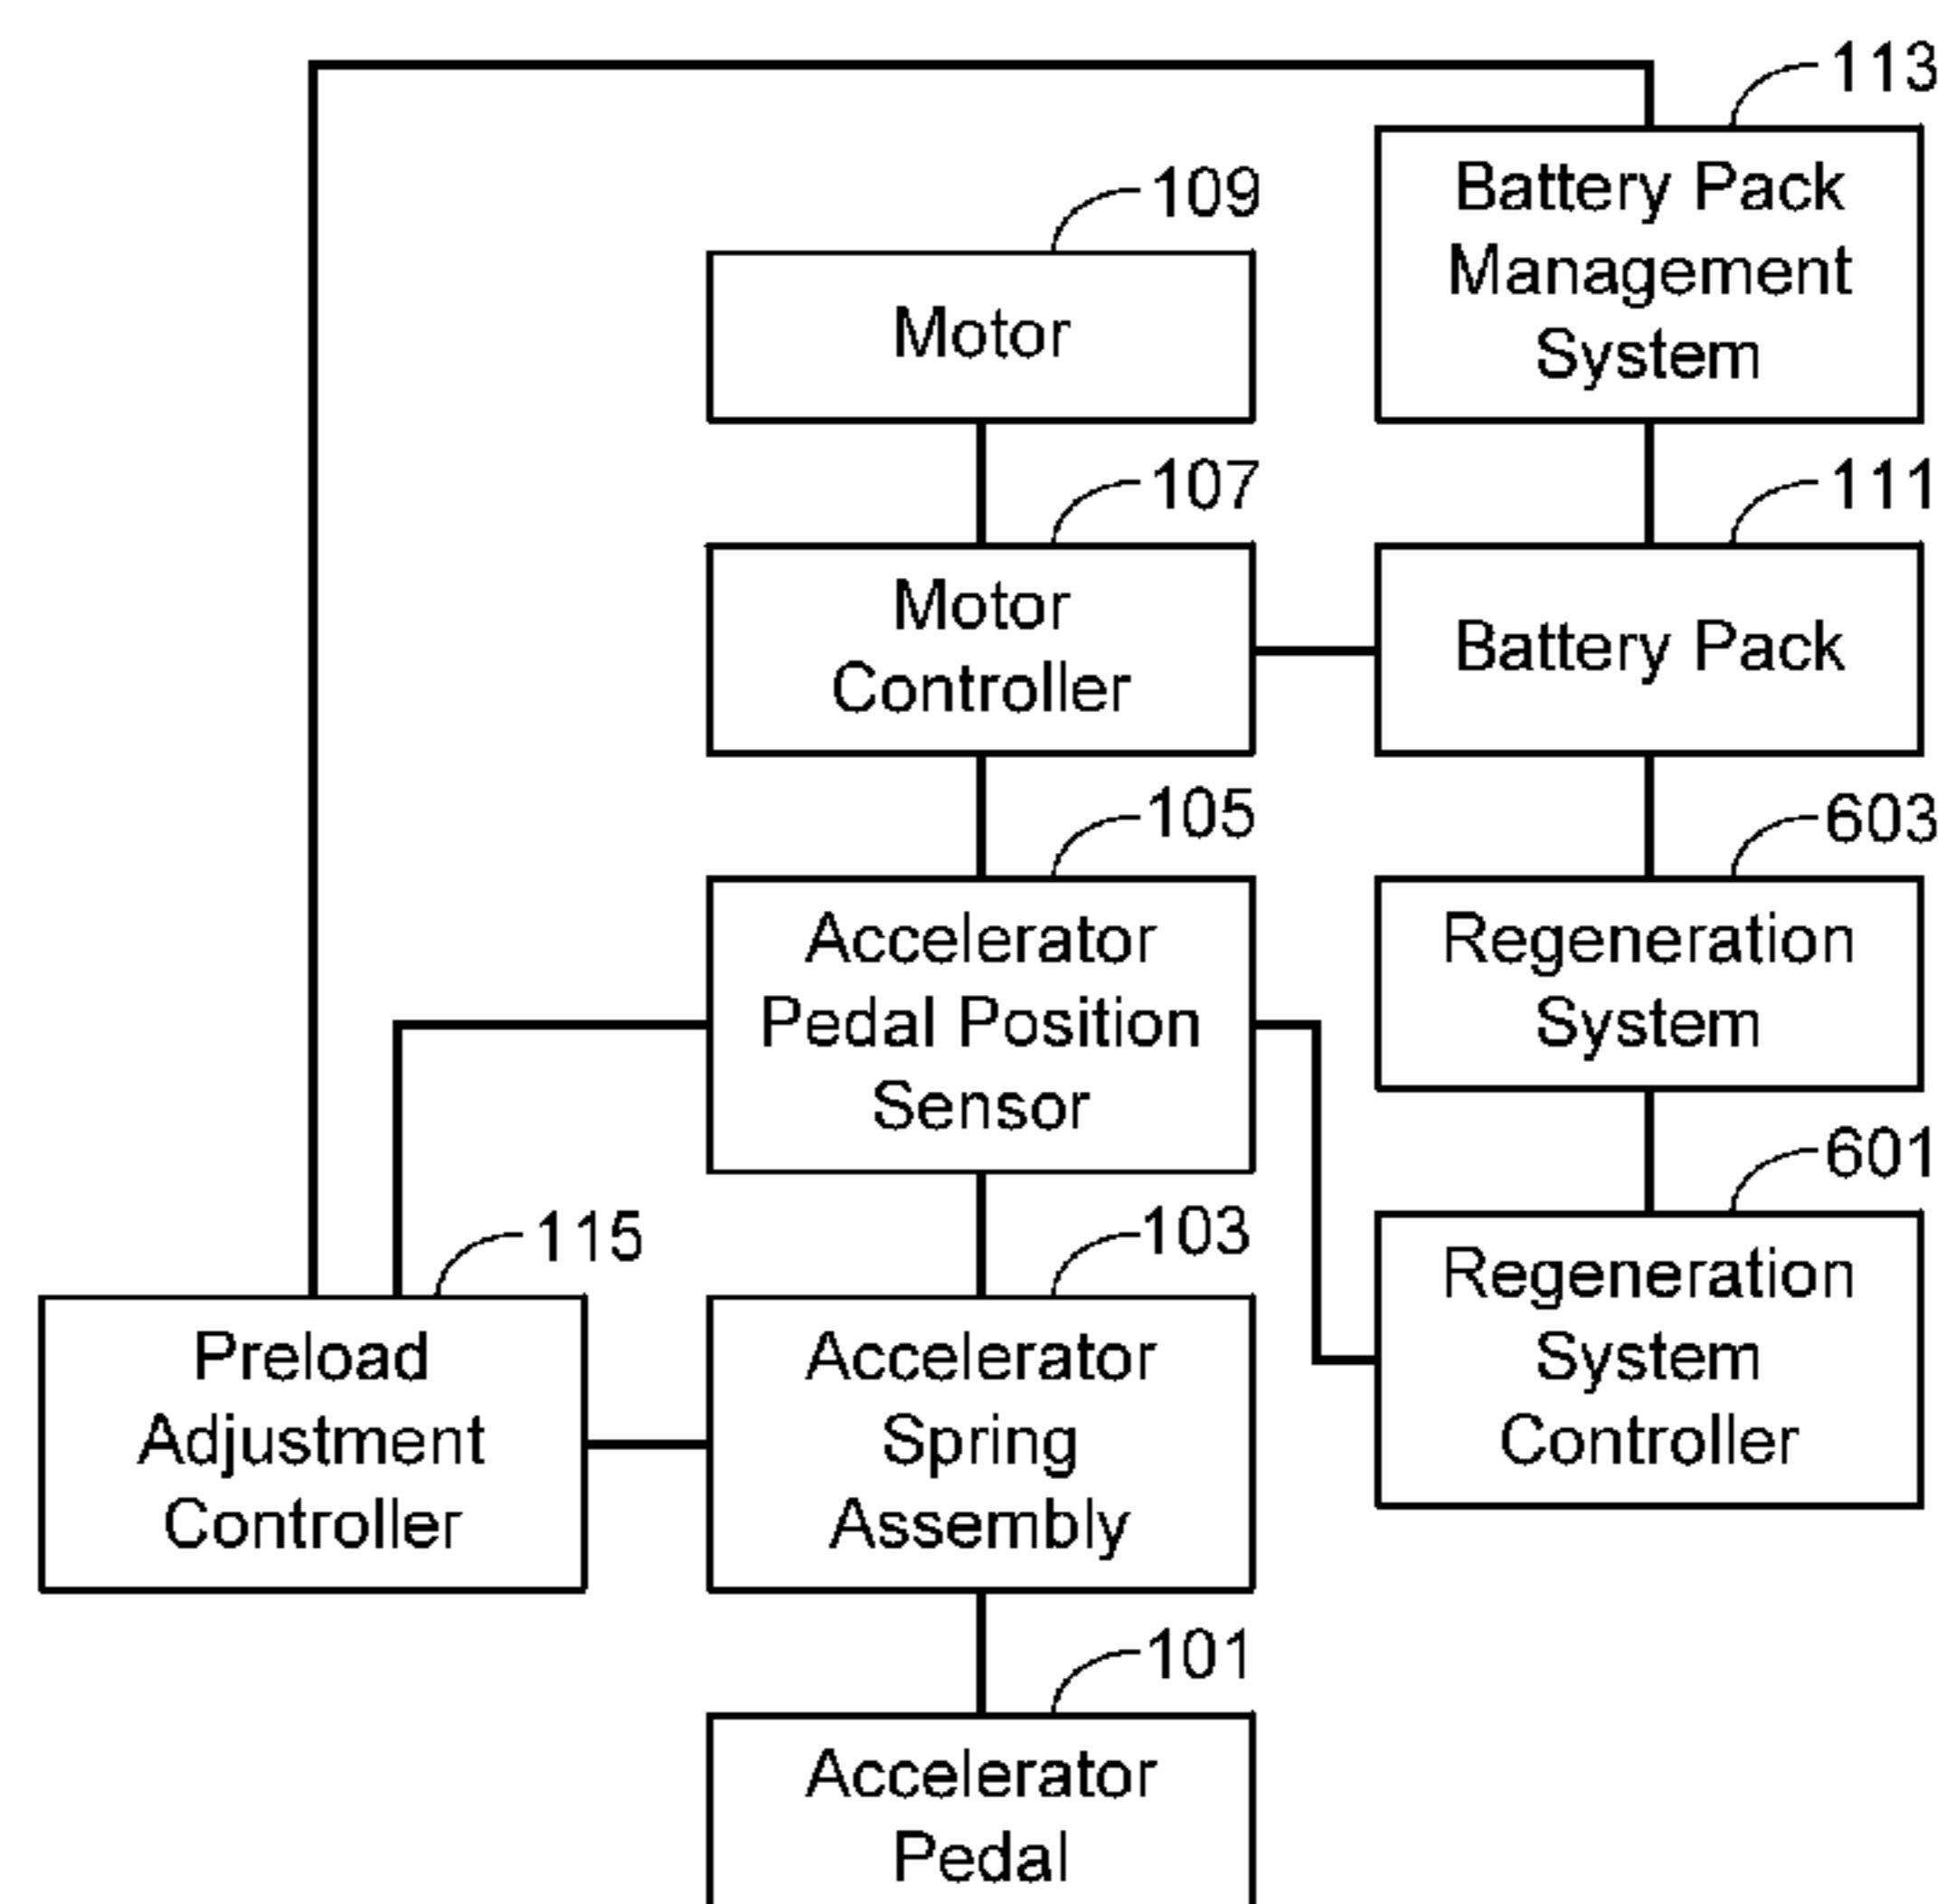 113
Battery Pack
Management
System
109
Motor
107
Motor
Controller
111
Battery Pack
105
Accelerator
Pedal Position
Sensor
603
Regeneration
System
115
Preload
Adjustment
Controller
103
Accelerator
Spring
Assembly
601
Regeneration
System
Controller
101
Accelerator
Pedal